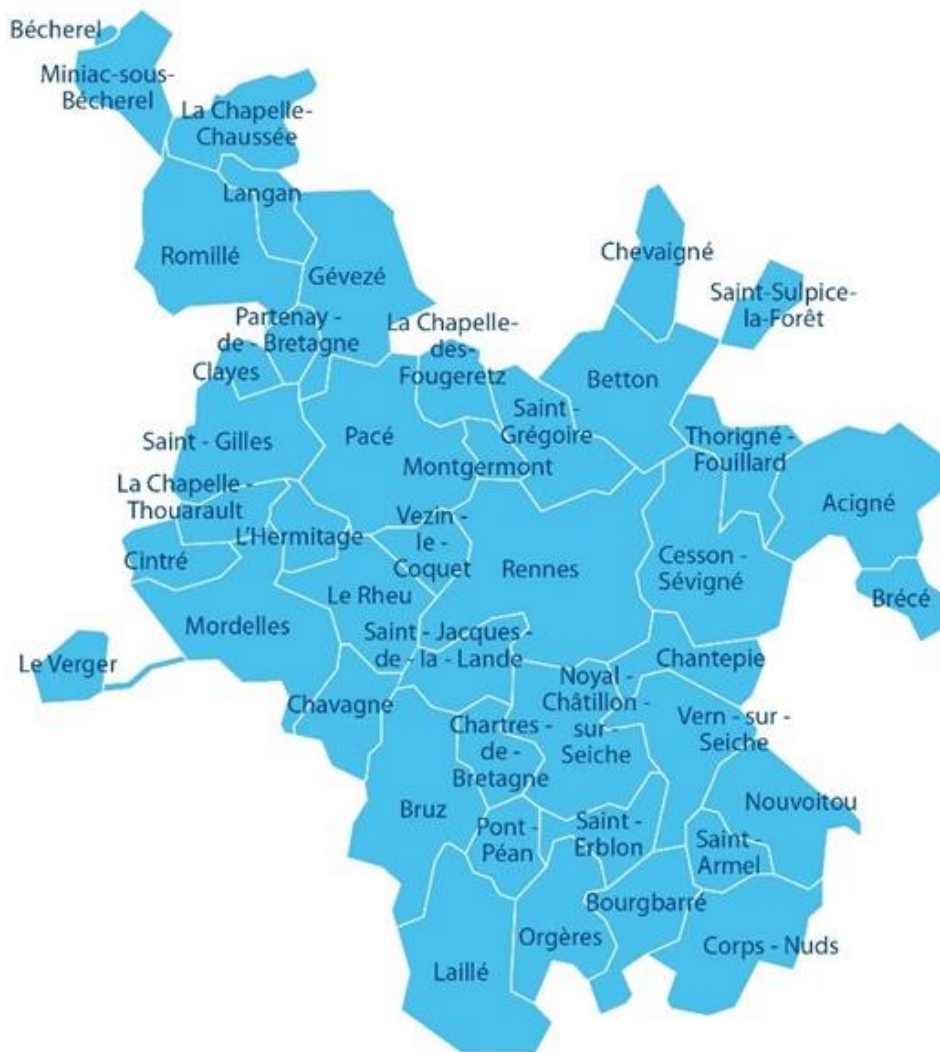 Bécherel
Miniac-sous-
Bécherel
La Chapelle-
Chaussée
Langan
Romillé
Gévezé
Chevaigné
Saint-Sulpice-
la-Forêt
Partenay -
de - Bretagne
La Chapelle-
des-
Fougeretz
Clayes
Betton
Saint -
Grégoire
Saint - Gilles
Pacé
Montgermont
Thorigné -
Fouillard
La Chapelle -
Thouarault
Acigné
L'Hermitage
Vezin -
le -
Coquet
Cintré
Rennes
Cesson -
Sévigné
Brécé
Le Rheu
Mordelles
Saint - Jacques -
de - la - Lande
Le Verger
Chantepie
Chavagne
Noyal -
Châtillon -
sur -
Seiche
Vern - sur -
Seiche
Chartres -
de -
Bretagne
Bruz
Nouvoitou
Pont -
Péan
Saint -
Erblon
Saint -
Armel
Bourgbarré
Orgères
Corps - Nuds
Laillé